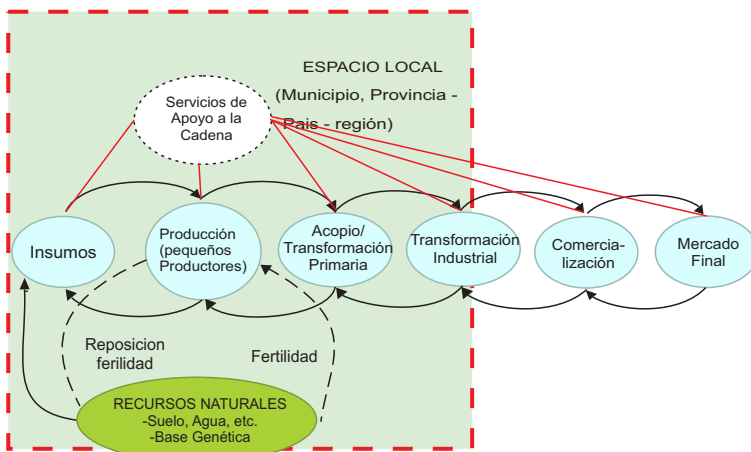 ESPACIO LOCAL
(Municipio, Provincia -
Pais - región)
Servicios de
Apoyo a la
Cadena
Insumos
Producción
(pequeños
Productores)
Acopio/
Transformación
Primaria
Transformación
Industrial
Comercia-
lización
Mercado
Final
Reposicion
ferilidad
Fertilidad
RECURSOS NATURALES
-Suelo, Agua, etc.
-Base Genética